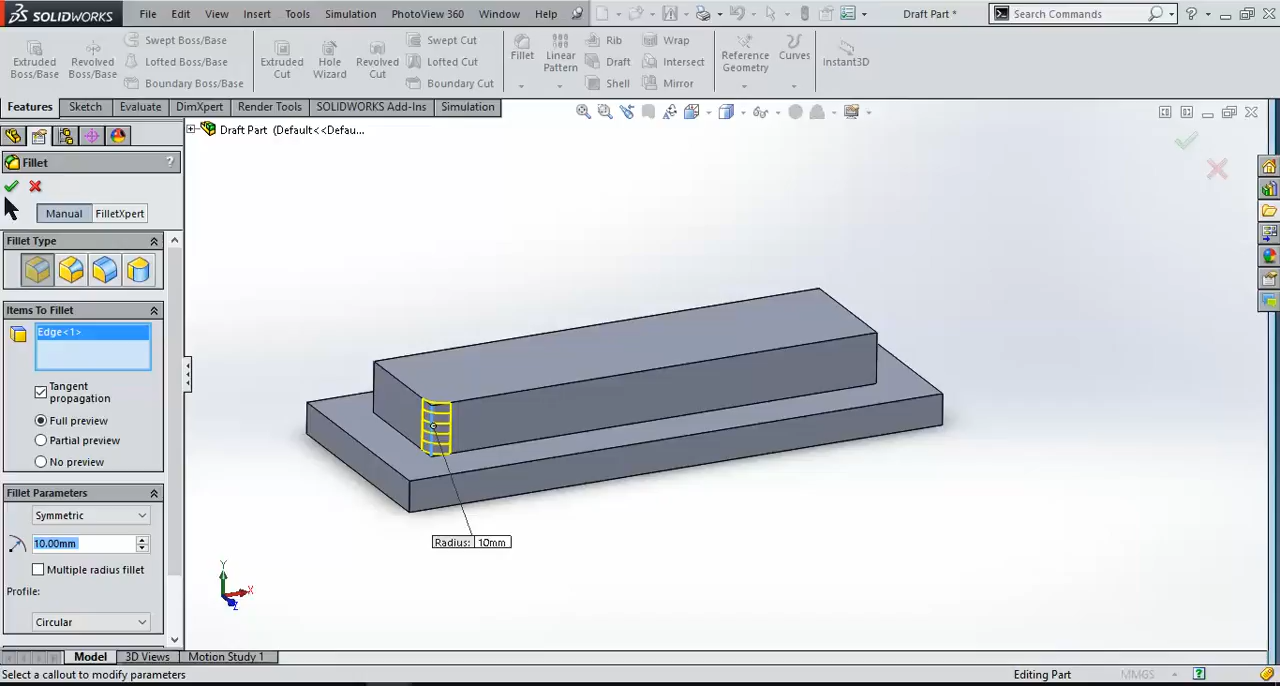 SOLIDWORKS File Edit View Insert Tools Simulation PhotoView 360 Window Help Draft Part * Search Commands
Extruded Boss/Base
Revolved Boss/Base
Swept Boss/Base
Lofted Boss/Base
Boundary Boss/Base
Extruded Cut
Hole Wizard
Revolved Cut
Swept Cut
Lofted Cut
Boundary Cut
Fillet
Linear Pattern
Rib
Draft
Shell
Wrap
Intersect
Mirror
Reference Geometry
Curves
Instant3D
Features Sketch Evaluate DimXpert Render Tools SOLIDWORKS Add-Ins Simulation
Draft Part (Default<<Defau...
Fillet ?
Manual FilletXpert
Fillet Type
Items To Fillet
Edge<1>
Tangent
propagation
Full preview
Partial preview
No preview
Fillet Parameters
Symmetric
10.00mm
Multiple radius fillet
Profile:
Circular
Radius: 10mm
Y
X
Z
Model 3D Views Motion Study 1
Select a callout to modify parameters Editing Part MMGS